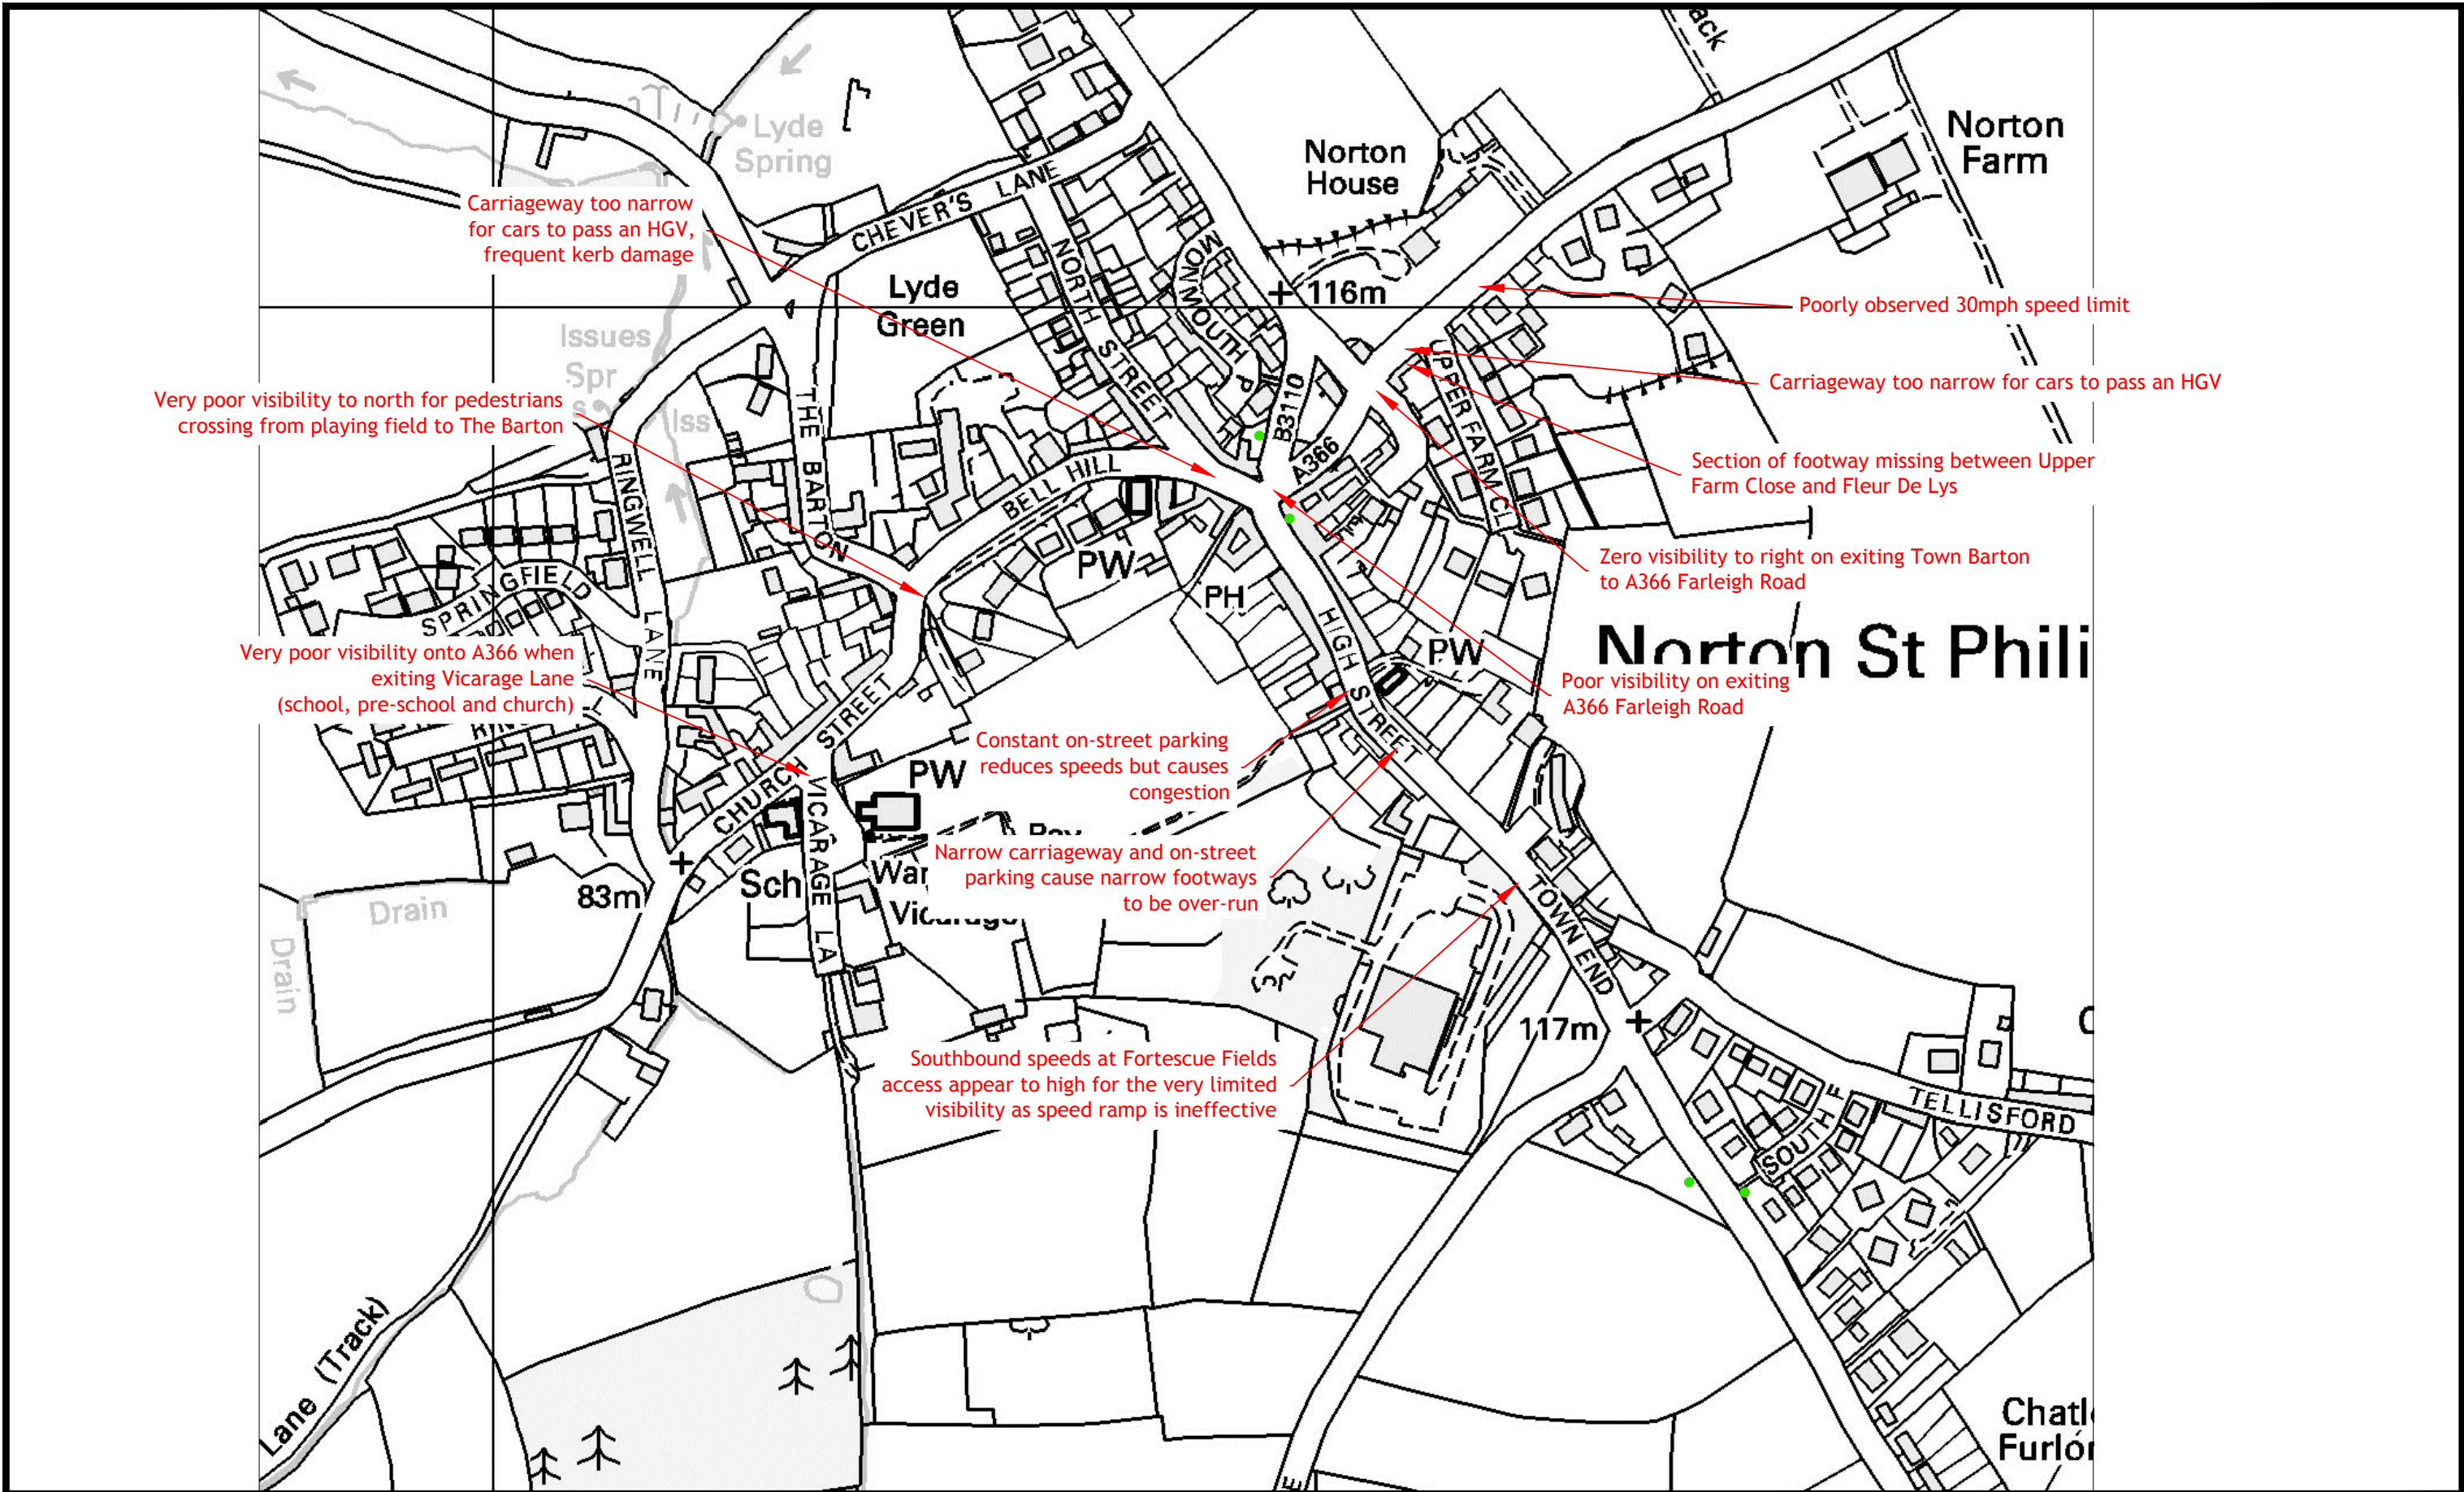 ack
Norton
Farm
Lyde
Spring
Norton
House
CHEVER'S LANE
Carriageway too narrow
for cars to pass an HGV,
frequent kerb damage
NORTH STREET
MONMOUTH P
Lyde
Green
116m
Poorly observed 30mph speed limit
Issues
Spr
s
Iss
UPPER FARM CL
B3110
A366
Carriageway too narrow for cars to pass an HGV
Very poor visibility to north for pedestrians
crossing from playing field to The Barton
THE BARTON
BELL HILL
Section of footway missing between Upper
Farm Close and Fleur De Lys
RINGWELL LANE
PW
PH
Zero visibility to right on exiting Town Barton
to A366 Farleigh Road
SPRINGFIELD
HIGH STREET
PW
Norton St Phili
Very poor visibility onto A366 when
exiting Vicarage Lane
(school, pre-school and church)
Poor visibility on exiting
A366 Farleigh Road
CHURCH STREET
PW
Constant on-street parking
reduces speeds but causes
congestion
VICARAGE LA
Narrow carriageway and on-street
parking cause narrow footways
to be over-run
83m
Sch
War
Vicarage
Drain
Drain
TOWN END
117m
C
Southbound speeds at Fortescue Fields
access appear to high for the very limited
visibility as speed ramp is ineffective
TELLISFORD
SOUTH F
Lane (Track)
Chatl
Furlon
E